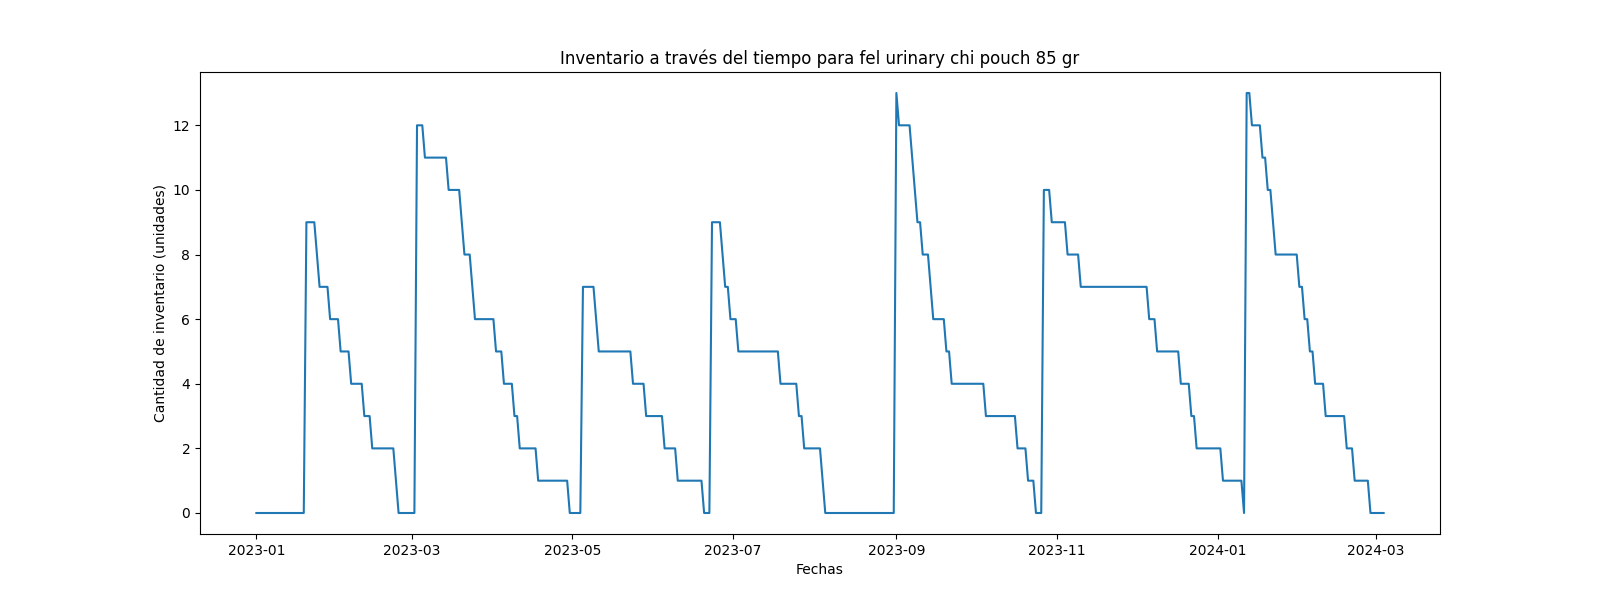 Inventario a través del tiempo para fel urinary chi pouch 85 gr
Cantidad de inventario (unidades)
12
10
8
6
4
2
0
2023-01 2023-03 2023-05 2023-07 2023-09 2023-11 2024-01 2024-03
Fechas